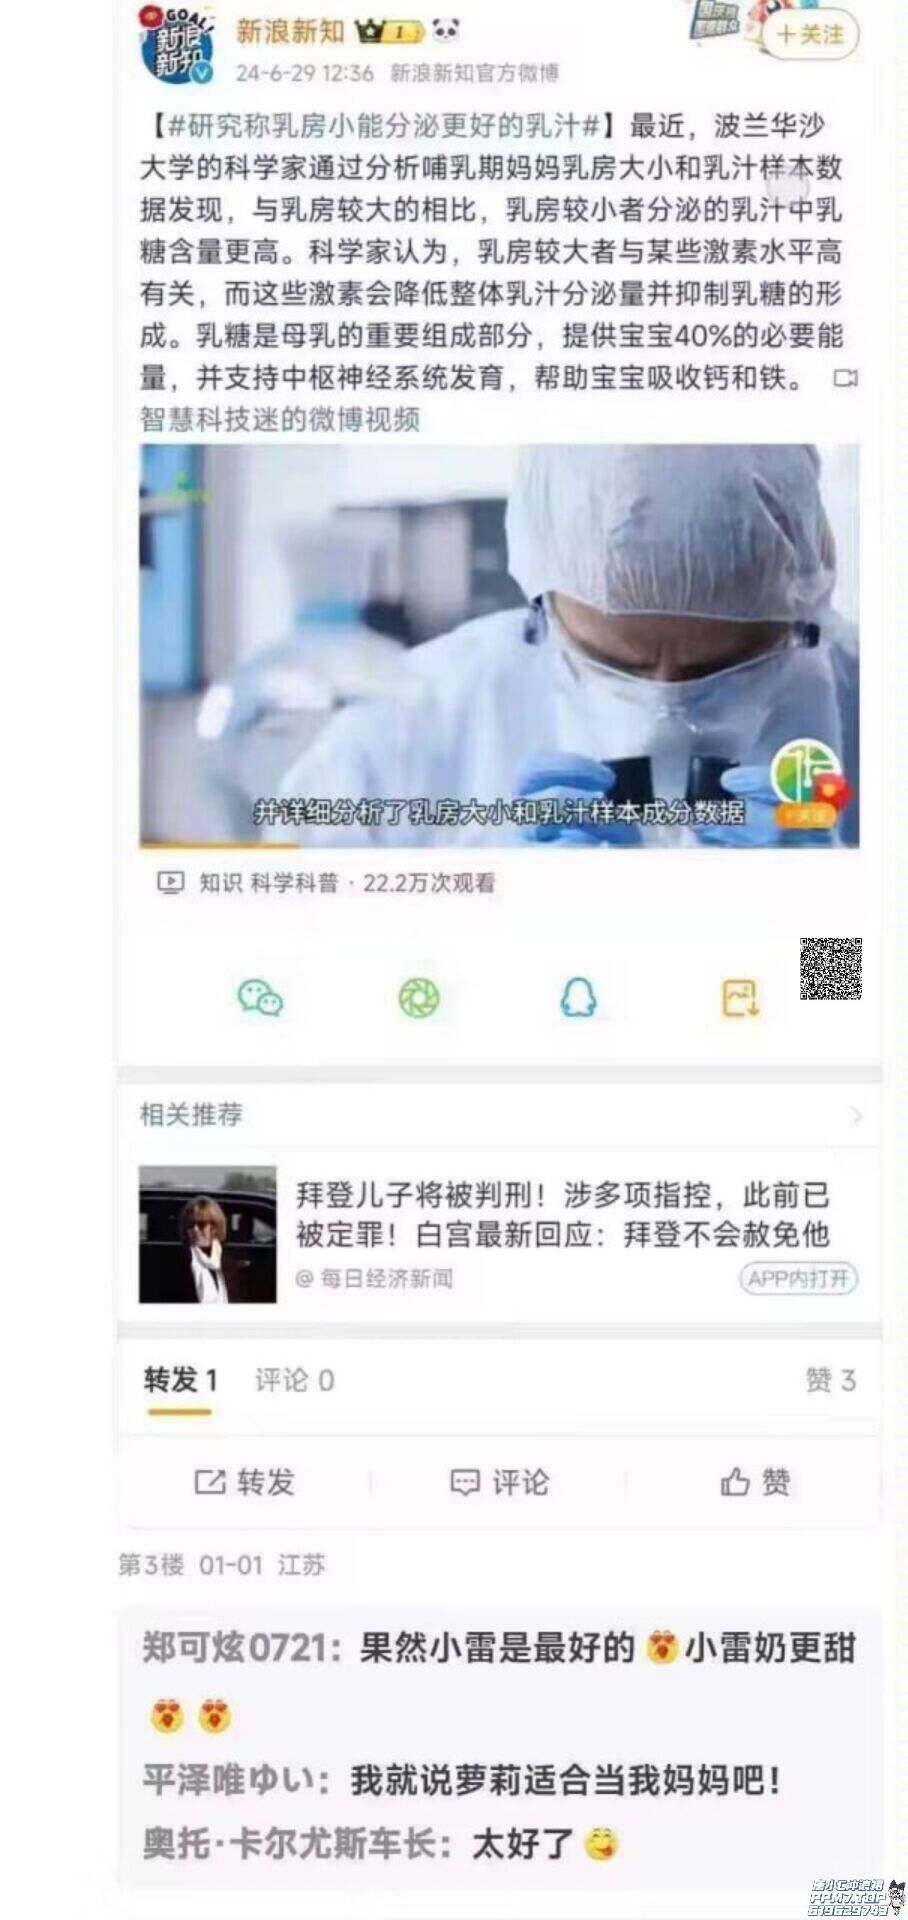 GOAL!
新浪
新知
新浪新知 I
+关注
24-6-29 12:36 新浪新知官方微博
【#研究称乳房小能分泌更好的乳汁#】最近，波兰华沙
大学的科学家通过分析哺乳期妈妈乳房大小和乳汁样本数
据发现，与乳房较大的相比，乳房较小者分泌的乳汁中乳
糖含量更高。科学家认为，乳房较大者与某些激素水平高
有关，而这些激素会降低整体乳汁分泌量并抑制乳糖的形
成。乳糖是母乳的重要组成部分，提供宝宝40%的必要能
量，并支持中枢神经系统发育，帮助宝宝吸收钙和铁。
智慧科技迷的微博视频
并详细分析了乳房大小和乳汁样本成分数据
+关注
知识 科学科普 · 22.2万次观看
相关推荐
拜登儿子将被判刑！涉多项指控，此前已
被定罪！白宫最新回应：拜登不会赦免他
@ 每日经济新闻
APP内打开
转发 1 评论 0 赞 3
转发 评论 赞
第3楼 01-01 江苏
郑可炫0721：果然小雷是最好的 小雷奶更甜
平泽唯ゆい：我就说萝莉适合当我妈妈吧！
奥托·卡尔尤斯车长：太好了
PPM7.TOP
619629743